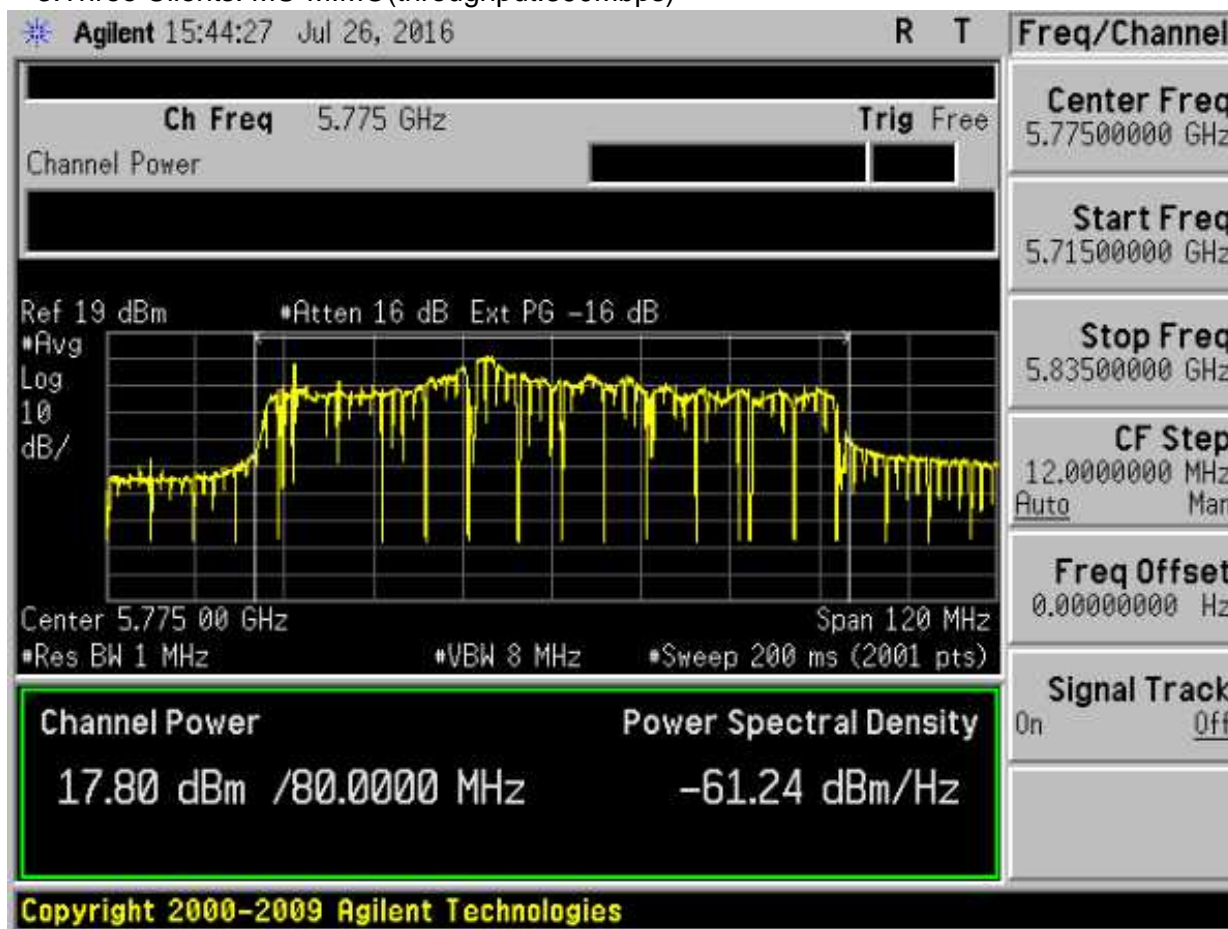 Agilent 15:44:27 Jul 26, 2016 R T
Ch Freq 5.775 GHz Trig Free
Channel Power
Ref 19 dBm #Atten 16 dB Ext PG -16 dB
#Avg
Log
10
dB/
Center 5.775 00 GHz Span 120 MHz
#Res BW 1 MHz #VBW 8 MHz #Sweep 200 ms (2001 pts)
Channel Power Power Spectral Density
17.80 dBm /80.0000 MHz -61.24 dBm/Hz
Copyright 2000-2009 Agilent Technologies
Freq/Channel
Center Freq
5.77500000 GHz
Start Freq
5.71500000 GHz
Stop Freq
5.83500000 GHz
CF Step
12.0000000 MHz
Auto Man
Freq Offset
0.00000000 Hz
Signal Track
On Off